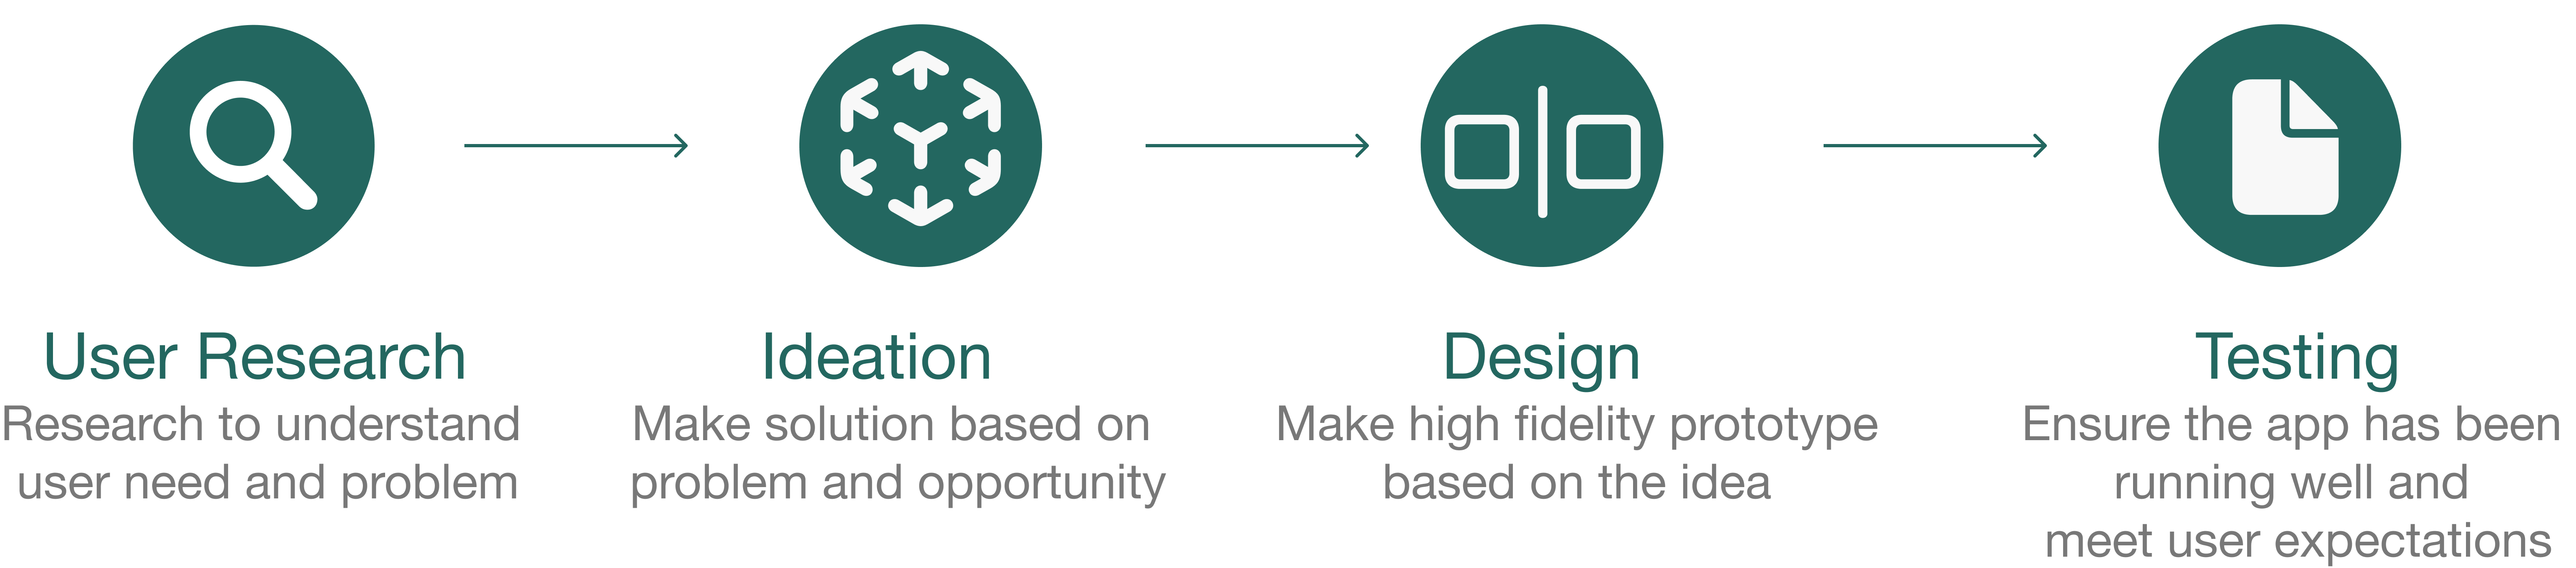 User Research
Research to understand
user need and problem
Ideation
Make solution based on
problem and opportunity
Design
Make high fidelity prototype
based on the idea
Testing
Ensure the app has been
running well and
meet user expectations